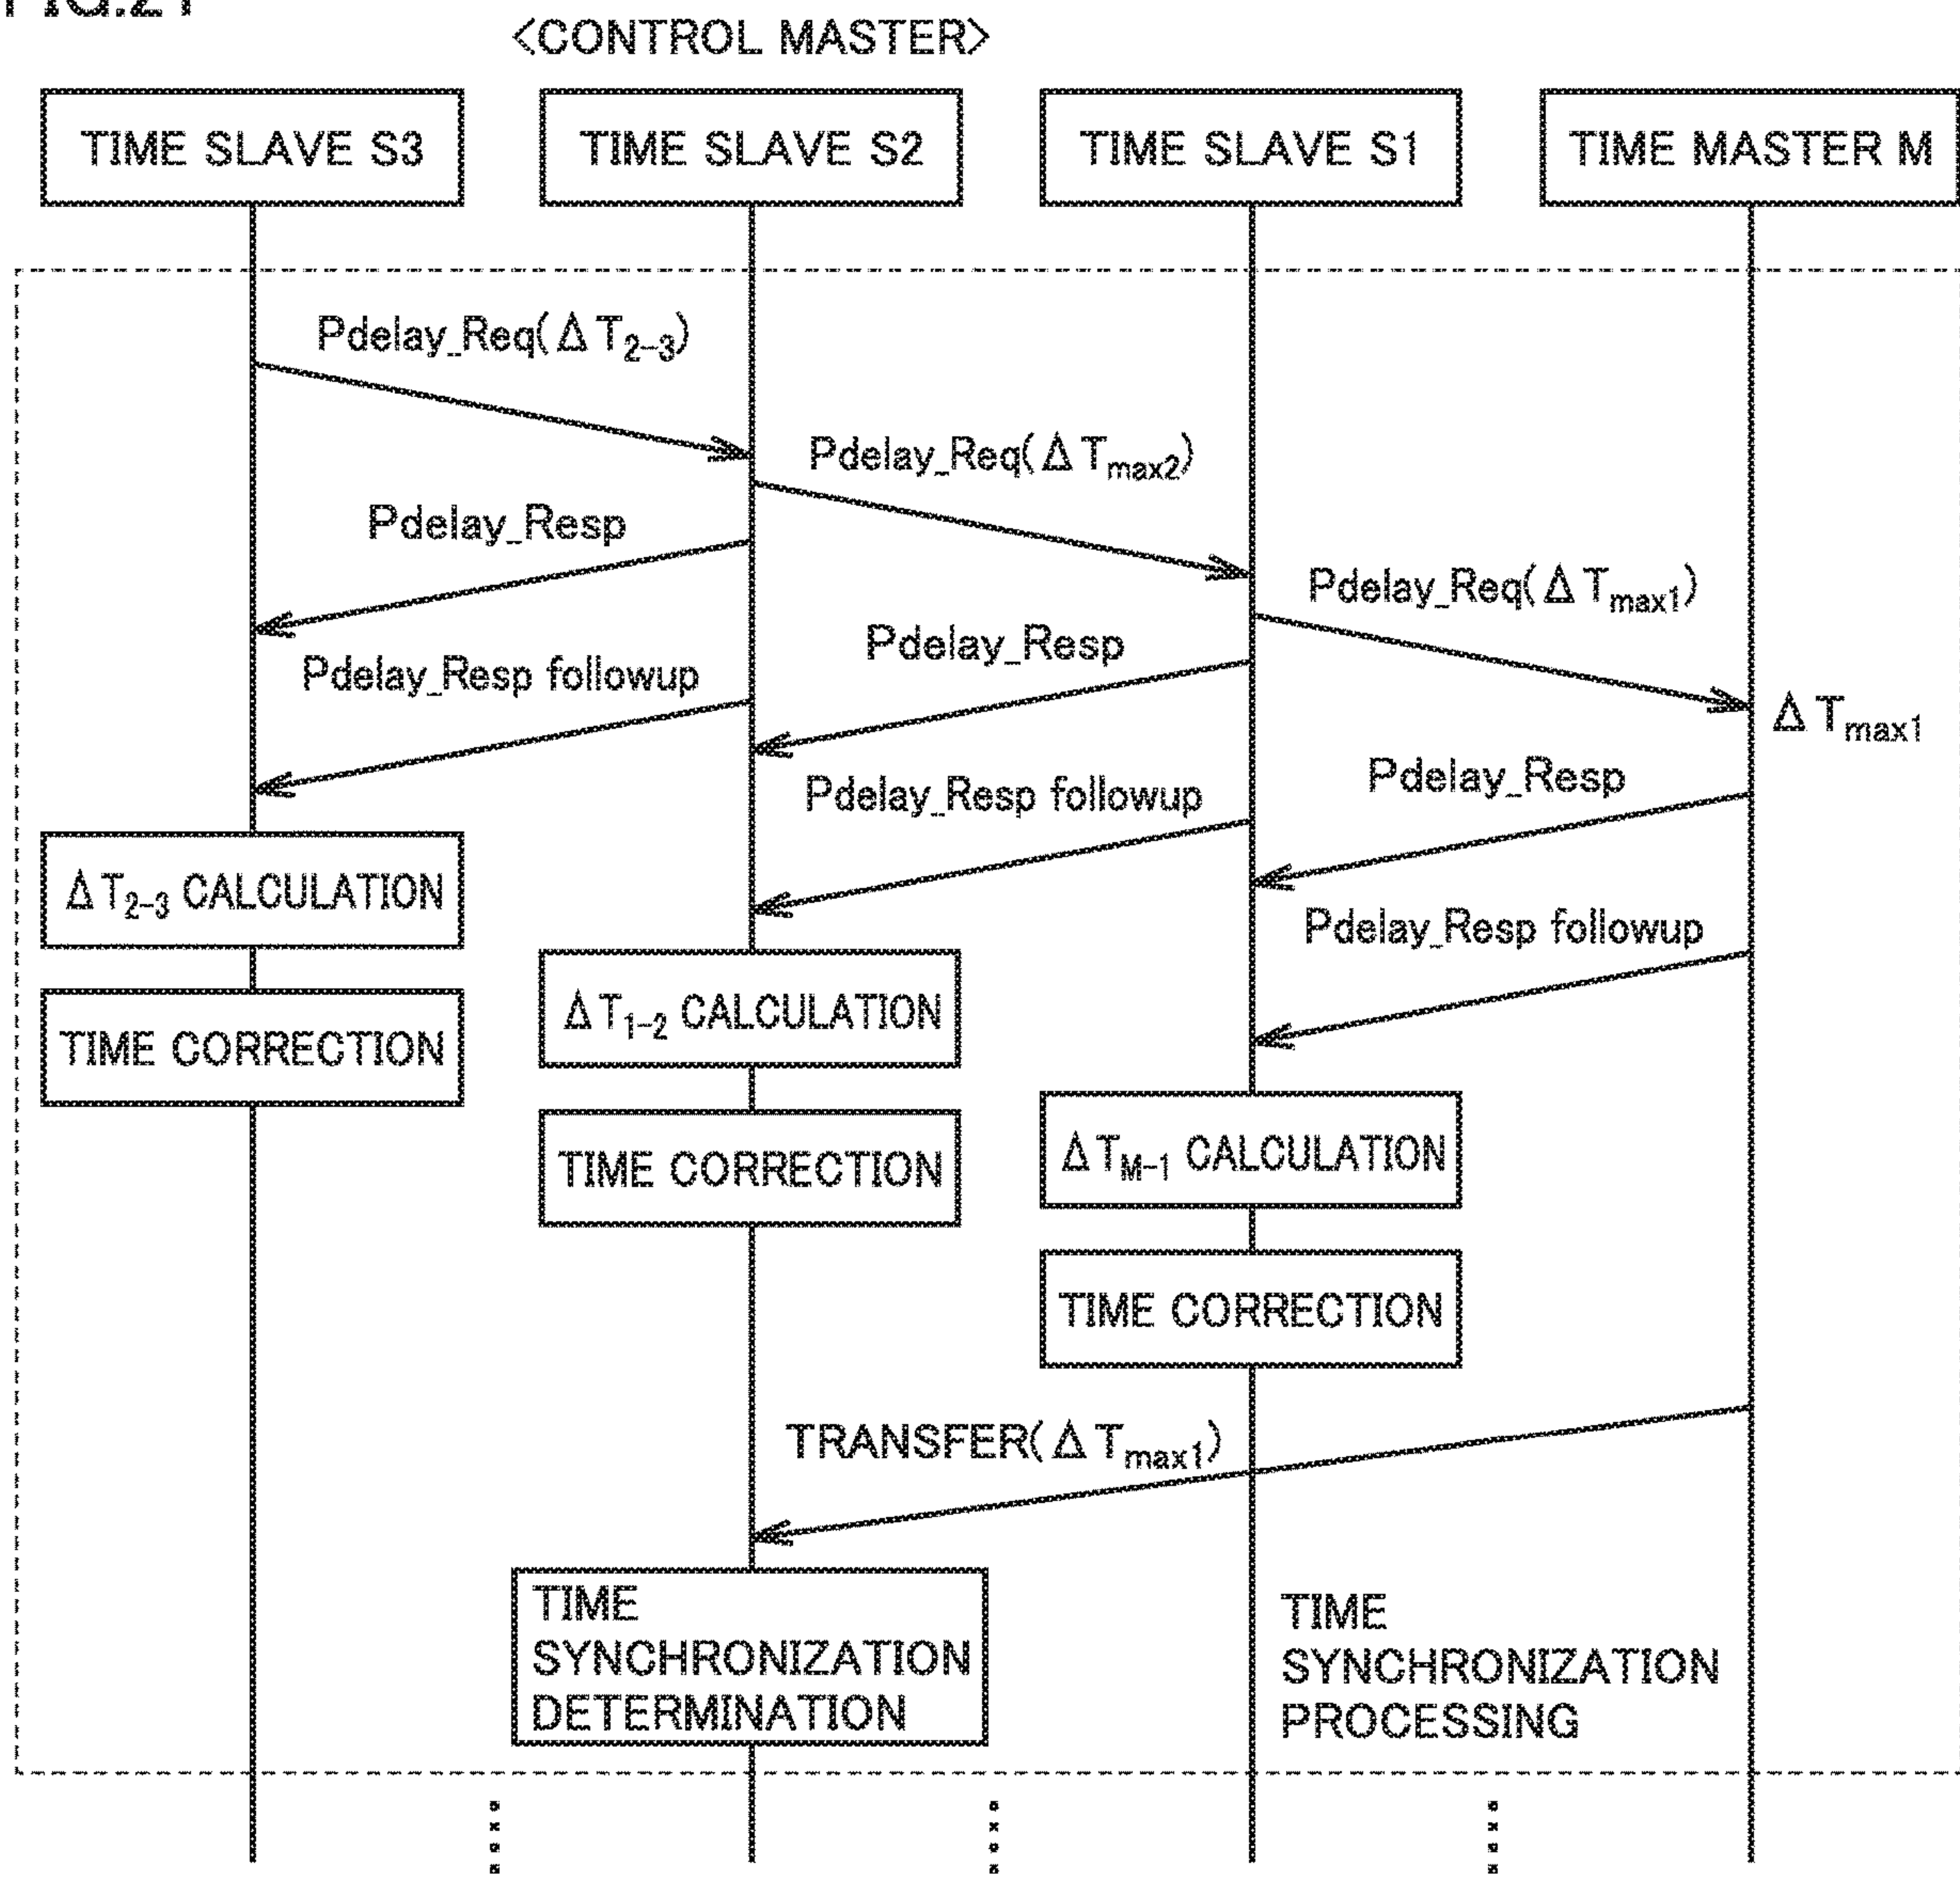 FIG.21
<CONTROL MASTER>
TIME SLAVE S3
TIME SLAVE S2
TIME SLAVE S1
TIME MASTER M
Pdelay_Req(ΔT2-3)
Pdelay_Req(ΔTmax2)
Pdelay_Resp
Pdelay_Req(ΔTmax1)
Pdelay_Resp
Pdelay_Resp followup
ΔTmax1
Pdelay_Resp
Pdelay_Resp followup
ΔT2-3 CALCULATION
Pdelay_Resp followup
ΔT1-2 CALCULATION
TIME CORRECTION
ΔTM-1 CALCULATION
TIME CORRECTION
TIME CORRECTION
TRANSFER(ΔTmax1)
TIME
SYNCHRONIZATION
DETERMINATION
TIME
SYNCHRONIZATION
PROCESSING